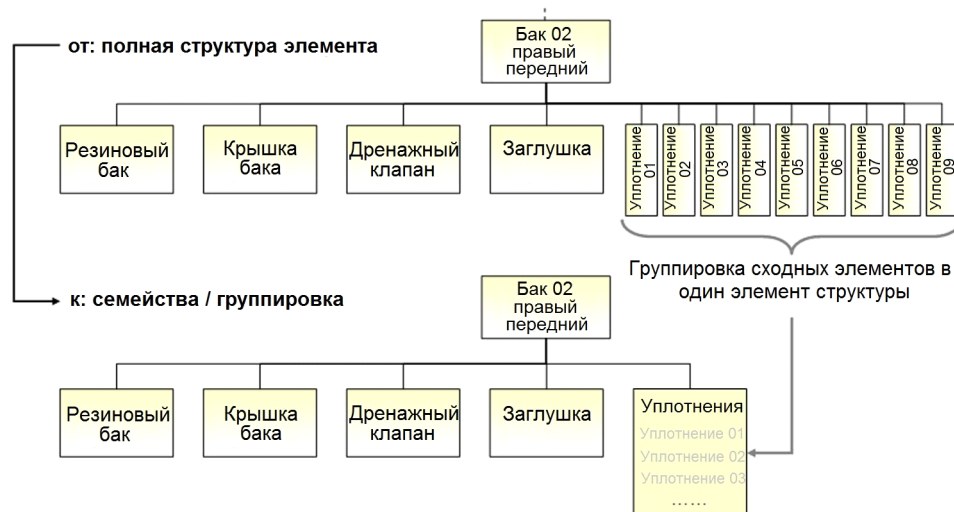 от: полная структура элемента
Бак 02
правый
передний
Резиновый
бак
Крышка
бака
Дренажный
клапан
Заглушка
Уплотнение
01
Уплотнение
02
Уплотнение
03
Уплотнение
04
Уплотнение
05
Уплотнение
06
Уплотнение
07
Уплотнение
08
Уплотнение
09
Группировка сходных элементов в
один элемент структуры
к: семейства / группировка
Бак 02
правый
передний
Резиновый
бак
Крышка
бака
Дренажный
клапан
Заглушка
Уплотнения
Уплотнение 01
Уплотнение 02
Уплотнение 03
......